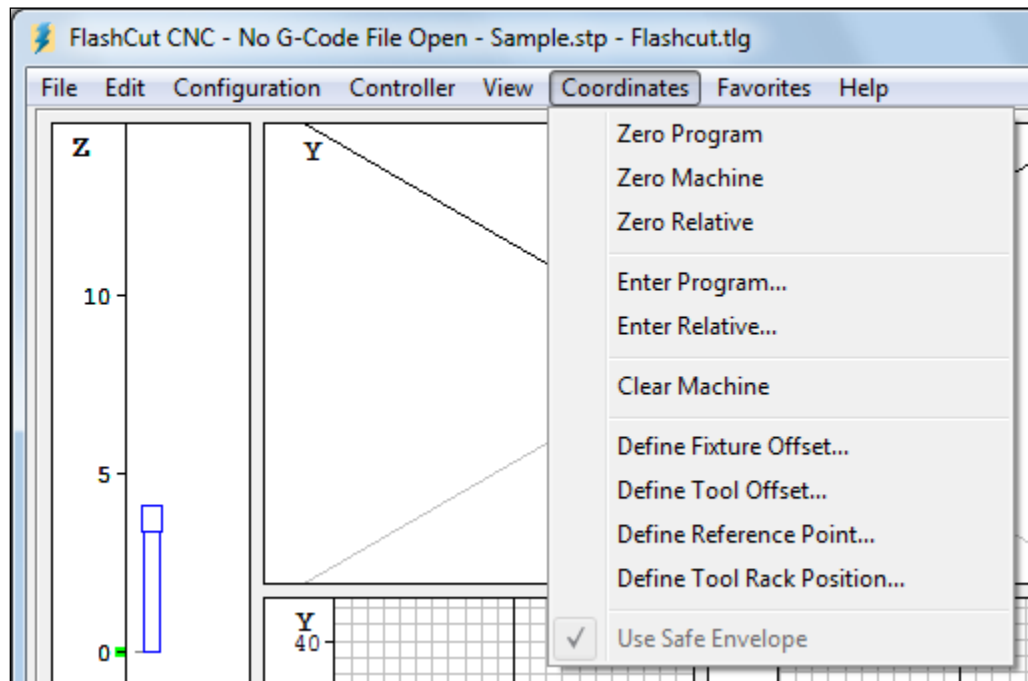 FlashCut CNC - No G-Code File Open - Sample.stp - Flashcut.tlg
File Edit Configuration Controller View Coordinates Favorites Help
Z
Y
Zero Program
Zero Machine
Zero Relative
10
Enter Program...
Enter Relative...
Clear Machine
5
Define Fixture Offset...
Define Tool Offset...
Define Reference Point...
Define Tool Rack Position...
Y
40
Use Safe Envelope
0